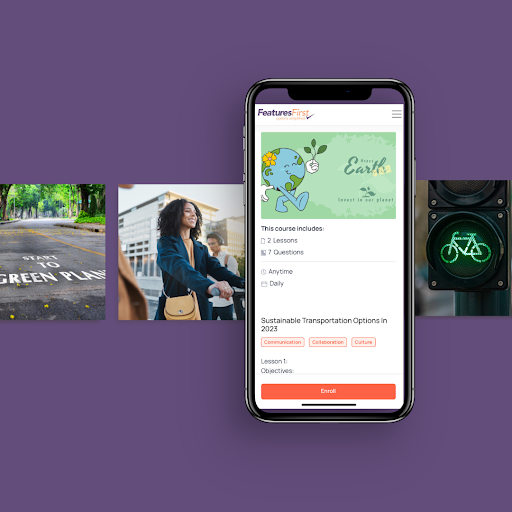 FeaturesFirst
Happy
Earth
Day
Invest in our planet
This course includes:
2 Lessons
7 Questions
Anytime
Daily
Sustainable Transportation Options In
2023
Communication
Collaboration
Culture
Lesson 1:
Objectives:
Enroll
START
TO
GREEN PLAN